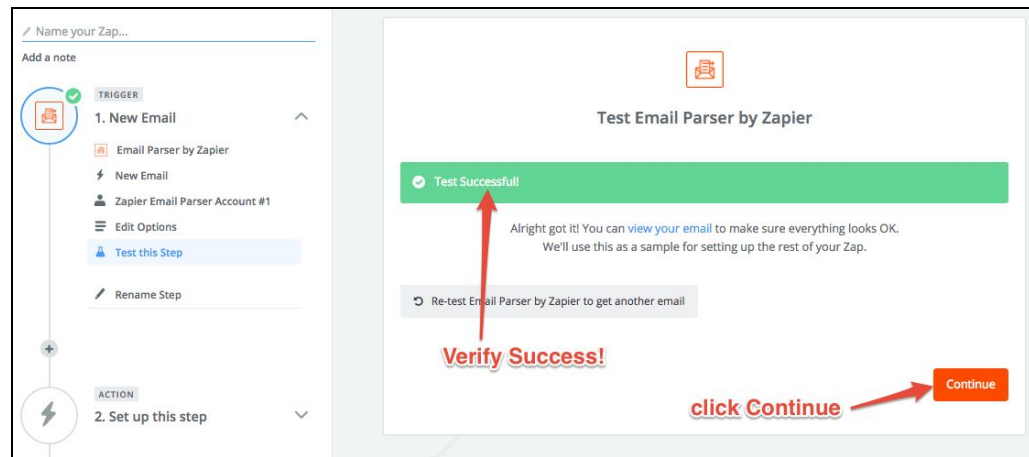 Name your Zap...
Add a note
TRIGGER
1. New Email
Email Parser by Zapier
New Email
Zapier Email Parser Account #1
Edit Options
Test this Step
Rename Step
ACTION
2. Set up this step
Test Email Parser by Zapier
Test Successful!
Alright got it! You can view your email to make sure everything looks OK.
We'll use this as a sample for setting up the rest of your Zap.
Re-test Email Parser by Zapier to get another email
Verify Success!
Continue
click Continue